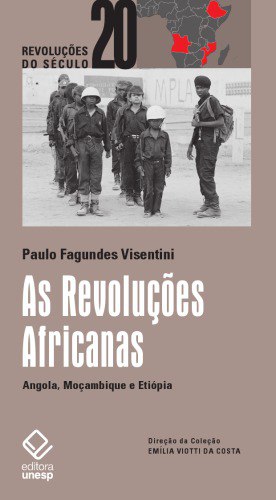 REVOLUÇÕES
DO SÉCULO
20
MPLA
Paulo Fagundes Visentini
As Revoluções
Africanas
Angola, Moçambique e Etiópia
Direção da Coleção
EMÍLIA VIOTTI DA COSTA
editora
unesp